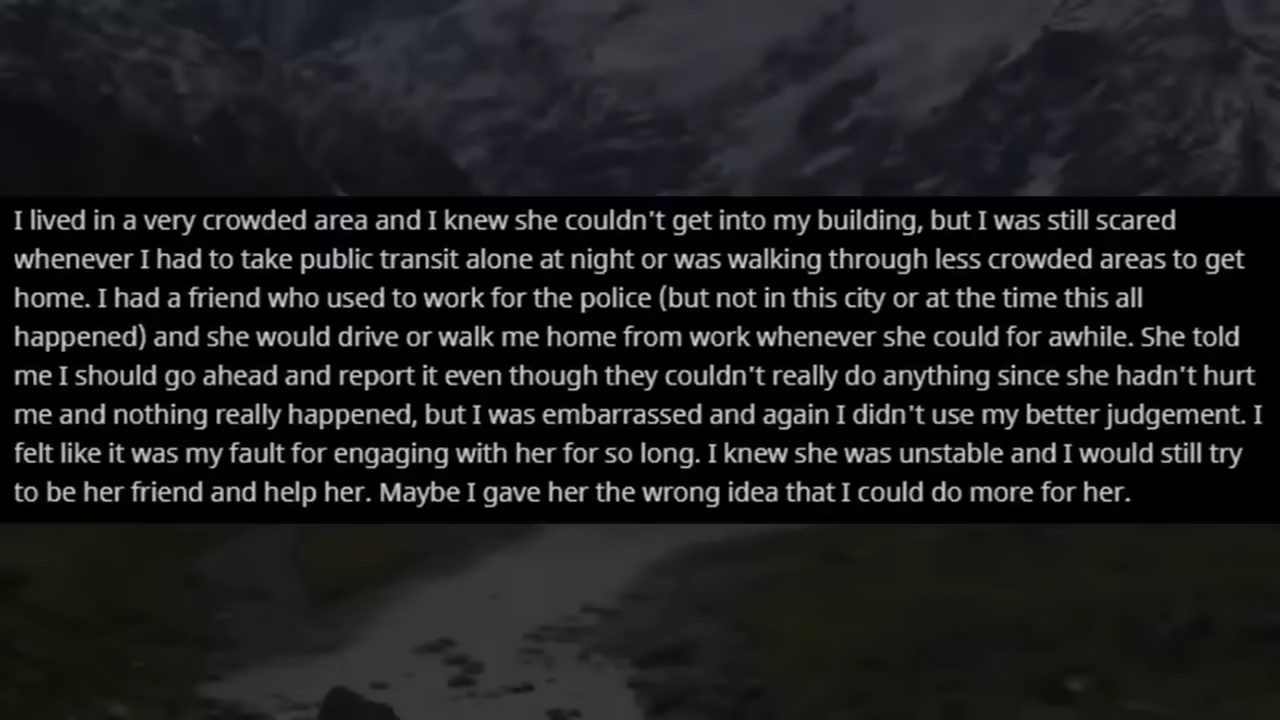 I lived in a very crowded area and I knew she couldn't get into my building, but I was still scared
whenever I had to take public transit alone at night or was walking through less crowded areas to get
home. I had a friend who used to work for the police (but not in this city or at the time this all
happened) and she would drive or walk me home from work whenever she could for awhile. She told
me I should go ahead and report it even though they couldn't really do anything since she hadn't hurt
me and nothing really happened, but I was embarrassed and again I didn't use my better judgement. I
felt like it was my fault for engaging with her for so long. I knew she was unstable and I would still try
to be her friend and help her. Maybe I gave her the wrong idea that I could do more for her.